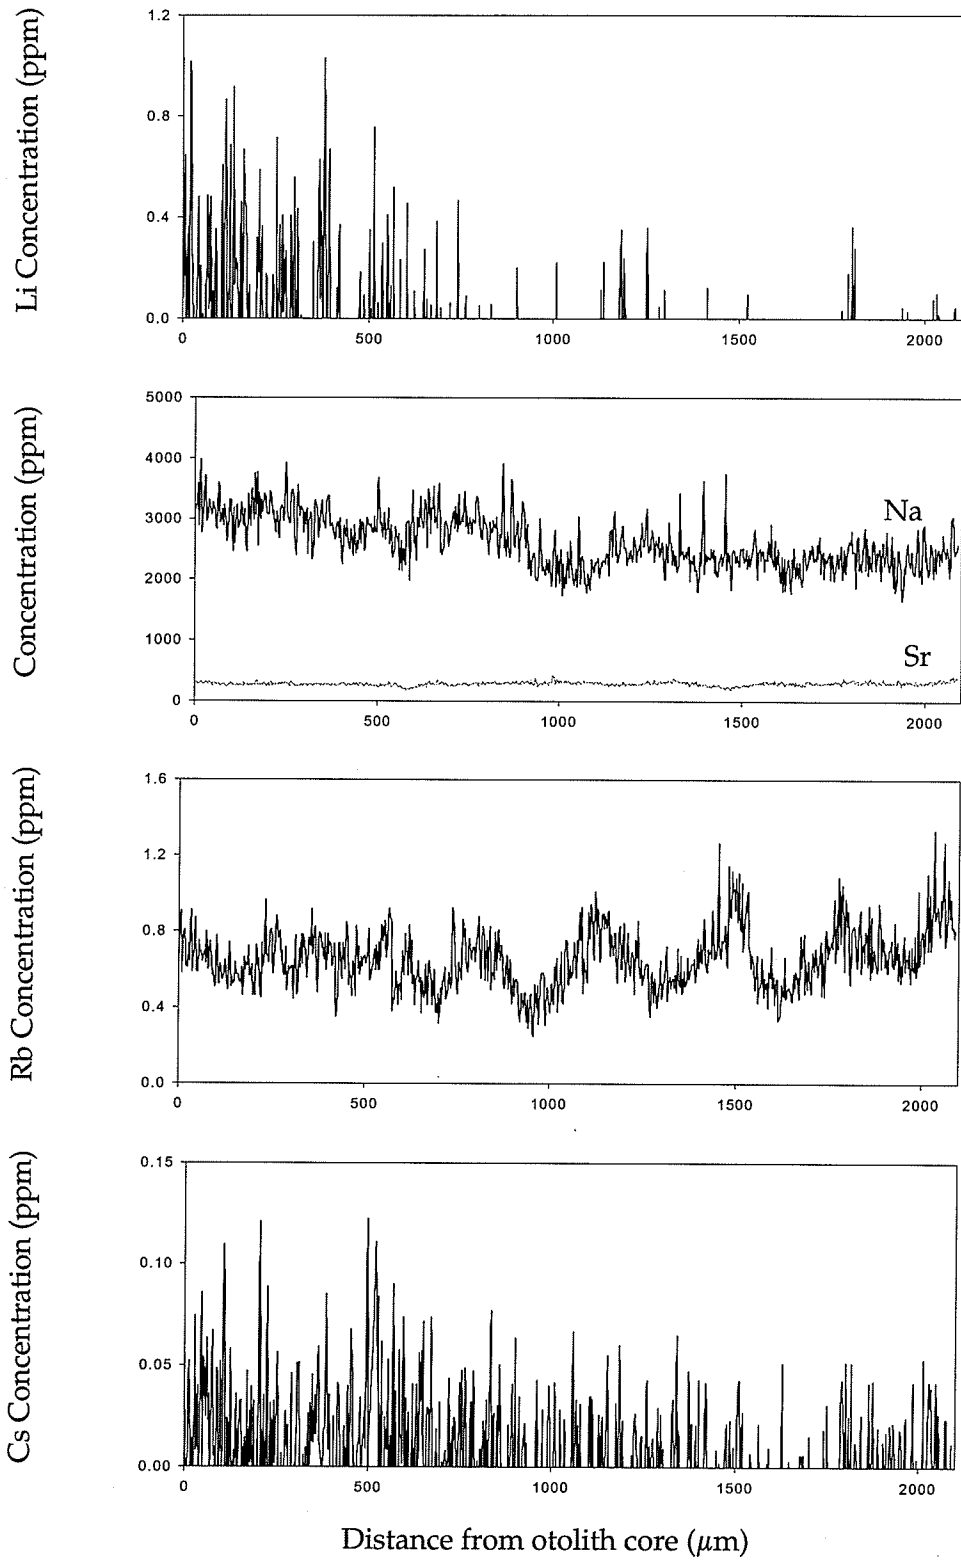 Li Concentration (ppm)
1.2
0.8
0.4
0.0
0 500 1000 1500 2000
Concentration (ppm)
5000
4000
3000
2000
1000
0
Na
Sr
0 500 1000 1500 2000
Rb Concentration (ppm)
1.6
1.2
0.8
0.4
0.0
0 500 1000 1500 2000
Cs Concentration (ppm)
0.15
0.10
0.05
0.00
0 500 1000 1500 2000
Distance from otolith core (μm)